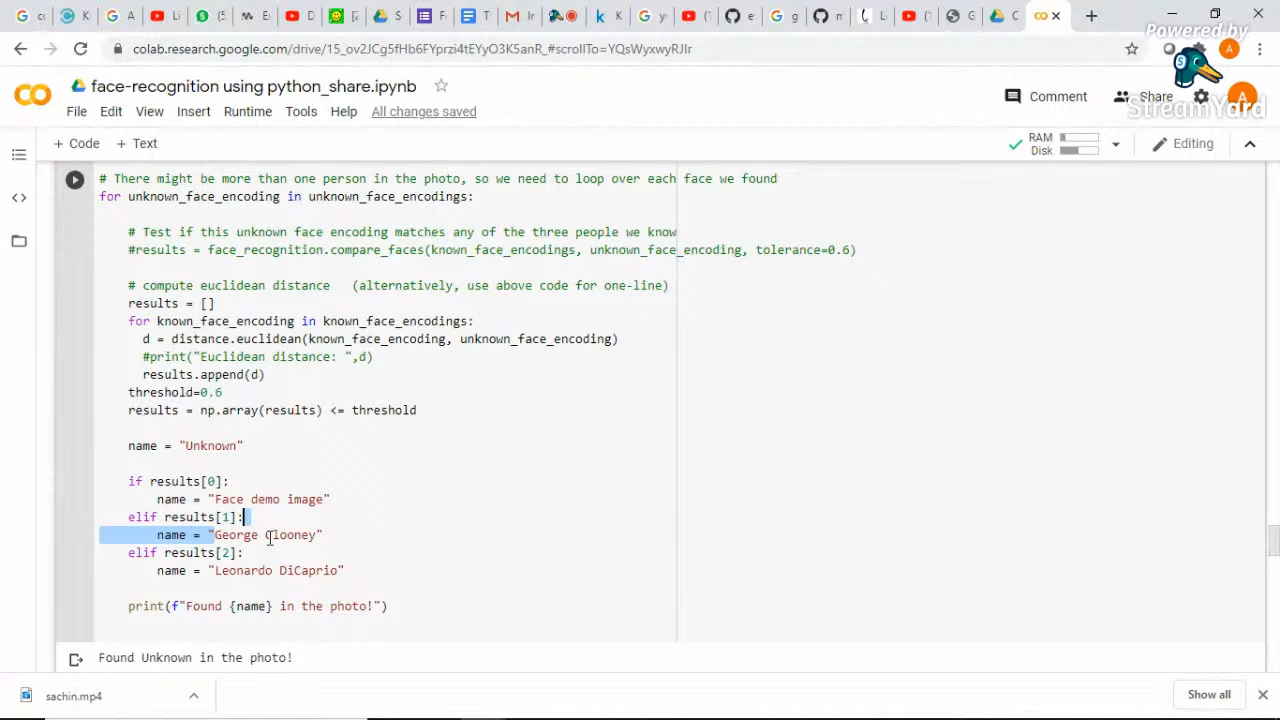 Powered by
StreamYard
colab.research.google.com/drive/15_ov2JCg5fHb6FYprzi4tEYyO3K5anR_#scrollTo=YQsWyxwyRJIr
face-recognition using python_share.ipynb
File Edit View Insert Runtime Tools Help All changes saved
Comment Share A
+ Code + Text
RAM
Disk
Editing
# There might be more than one person in the photo, so we need to loop over each face we found
for unknown_face_encoding in unknown_face_encodings:
# Test if this unknown face encoding matches any of the three people we know
#results = face_recognition.compare_faces(known_face_encodings, unknown_face_encoding, tolerance=0.6)
# compute euclidean distance (alternatively, use above code for one-line)
results = []
for known_face_encoding in known_face_encodings:
d = distance.euclidean(known_face_encoding, unknown_face_encoding)
#print("Euclidean distance: ",d)
results.append(d)
threshold=0.6
results = np.array(results) <= threshold
name = "Unknown"
if results[0]:
name = "Face demo image"
elif results[1]:
name = "George Clooney"
elif results[2]:
name = "Leonardo DiCaprio"
print(f"Found {name} in the photo!")
Found Unknown in the photo!
sachin.mp4
Show all